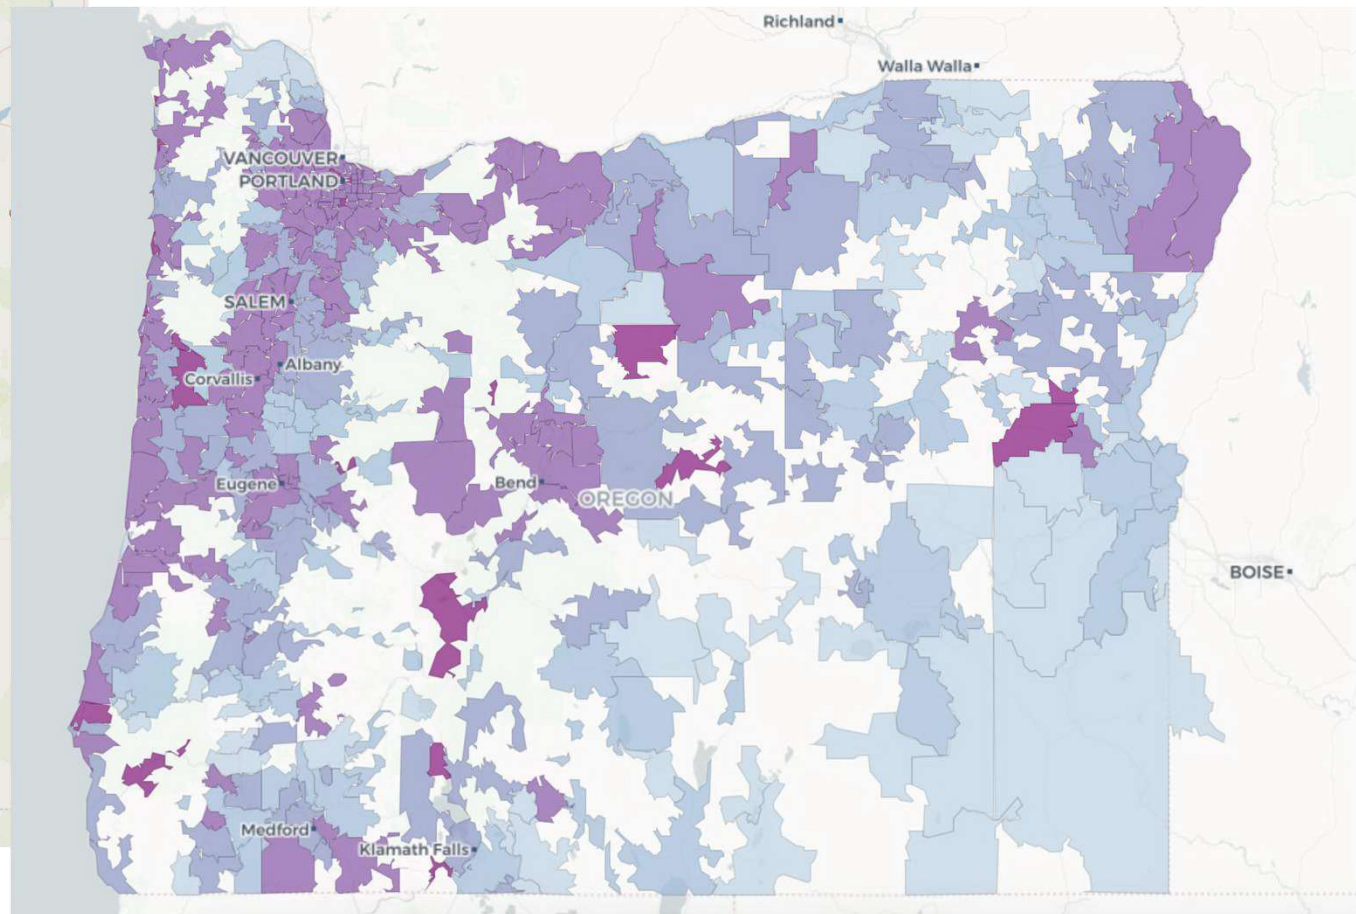 Richland
Walla Walla
VANCOUVER
PORTLAND
SALEM
Albany
Corvallis
Eugene
Bend
OREGON
BOISE
Medford
Klamath Falls